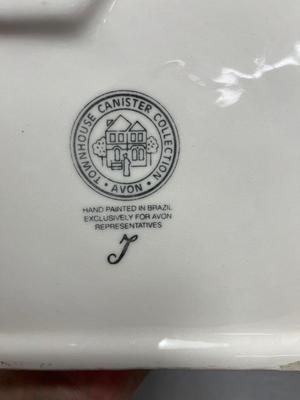 TOWNHOUSE CANISTER COLLECTION
• AVON •
HAND PAINTED IN BRAZIL
EXCLUSIVELY FOR AVON
REPRESENTATIVES
J